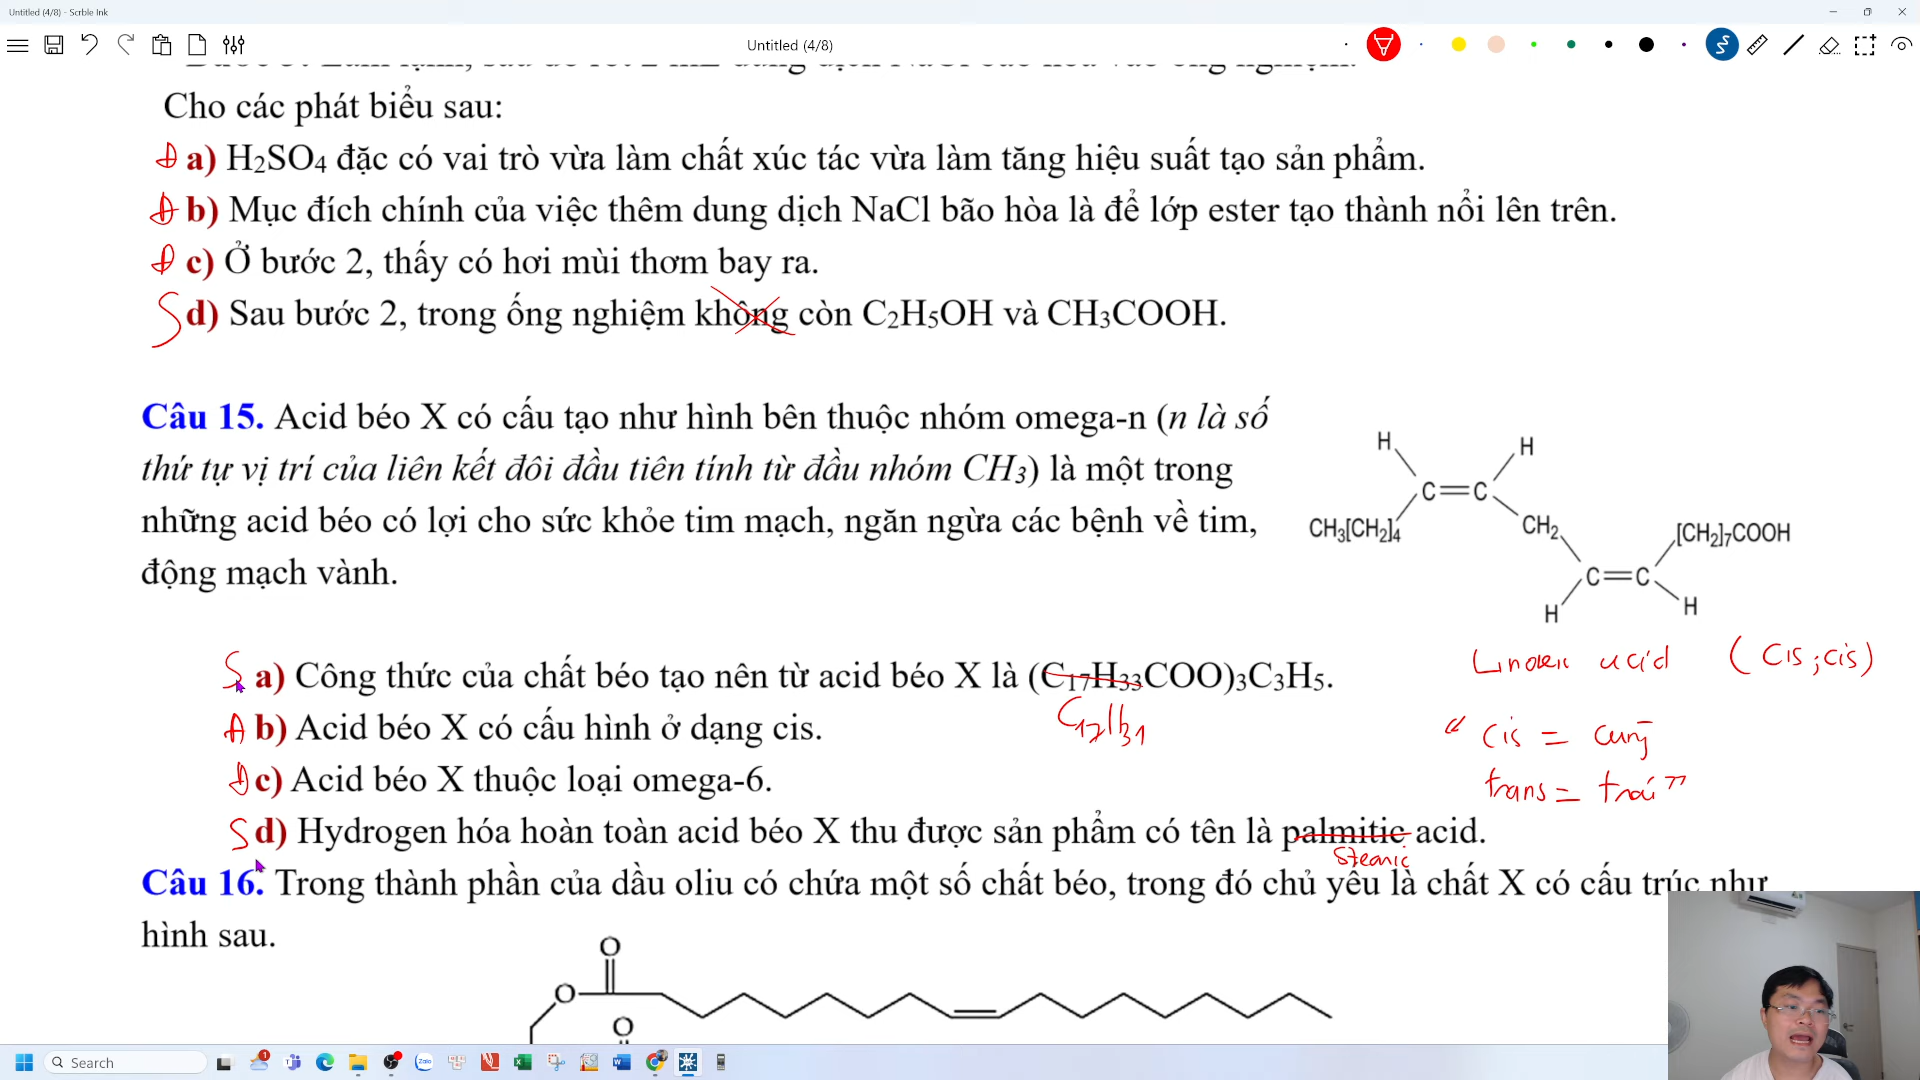 Untitled (4/8) - Scrble Ink
Untitled (4/8)
Cho các phát biểu sau:
Đ a) H2SO4 đặc có vai trò vừa làm chất xúc tác vừa làm tăng hiệu suất tạo sản phẩm.
Đ b) Mục đích chính của việc thêm dung dịch NaCl bão hòa là để lớp ester tạo thành nổi lên trên.
Đ c) Ở bước 2, thấy có hơi mùi thơm bay ra.
S d) Sau bước 2, trong ống nghiệm không còn C2H5OH và CH3COOH.
Câu 15. Acid béo X có cấu tạo như hình bên thuộc nhóm omega-n (n là số
thứ tự vị trí của liên kết đôi đầu tiên tính từ đầu nhóm CH3) là một trong
những acid béo có lợi cho sức khỏe tim mạch, ngăn ngừa các bệnh về tim,
động mạch vành.
H H
C C
CH3[CH2]4 CH2 [CH2]7COOH
C C
H H
Linoleic acid (cis; cis)
S a) Công thức của chất béo tạo nên từ acid béo X là (C17H33COO)3C3H5.
C17H31
Đ b) Acid béo X có cấu hình ở dạng cis.
" cis = cùng
Đ c) Acid béo X thuộc loại omega-6.
trans = trái "
S d) Hydrogen hóa hoàn toàn acid béo X thu được sản phẩm có tên là palmitic acid.
stearic
Câu 16. Trong thành phần của dầu oliu có chứa một số chất béo, trong đó chủ yếu là chất X có cấu trúc như
hình sau.
O
O
O
Search